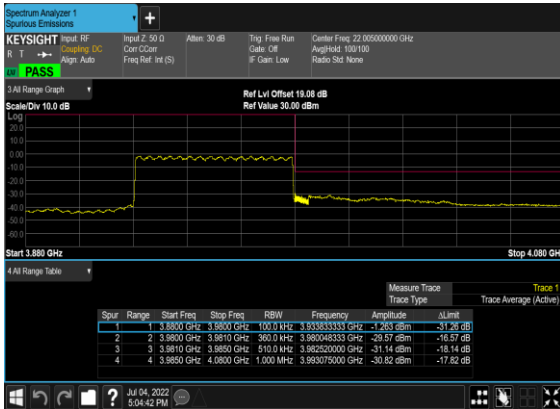 Spectrum Analyzer 1
Spurious Emissions
+
KEYSIGHT Input: RF Input Z: 50 Ω Atten: 30 dB Trig: Free Run Center Freq: 22.005000000 GHz
R T Coupling: DC Corr CCorr Gate: Off Avg|Hold: 100/100
Align: Auto Freq Ref: Int (S) IF Gain: Low Radio Std: None
LN PASS
3 All Range Graph
Scale/Div 10.0 dB Ref Lvl Offset 19.08 dB
Ref Value 30.00 dBm
Log
20.0
10.0
0.00
-10.0
-20.0
-30.0
-40.0
-50.0
-60.0
Start 3.880 GHz Stop 4.080 GH
4 All Range Table
Measure Trace Trace 1
Trace Type Trace Average (Active)
Spur Range Start Freq Stop Freq RBW Frequency Amplitude ΔLimit
1 1 3.8800 GHz 3.9800 GHz 100.0 kHz 3.933833333 GHz -1.263 dBm -31.26 dB
2 2 3.9800 GHz 3.9810 GHz 360.0 kHz 3.980048333 GHz -29.57 dBm -16.57 dB
3 3 3.9810 GHz 3.9850 GHz 510.0 kHz 3.982520000 GHz -31.14 dBm -18.14 dB
4 4 3.9850 GHz 4.0800 GHz 1.000 MHz 3.993075000 GHz -30.82 dBm -17.82 dB
? Jul 04, 2022
5:04:42 PM